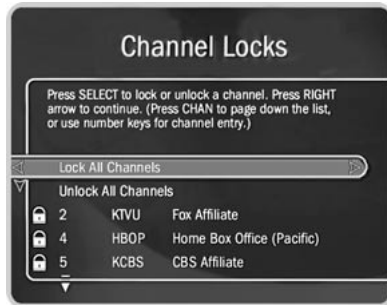 Channel Locks
Press SELECT to lock or unlock a channel. Press RIGHT
arrow to continue. (Press CHAN to page down the list,
or use number keys for channel entry.)
Lock All Channels
Unlock All Channels
2 KTVU Fox Affiliate
4 HBOP Home Box Office (Pacific)
5 KCBS CBS Affiliate